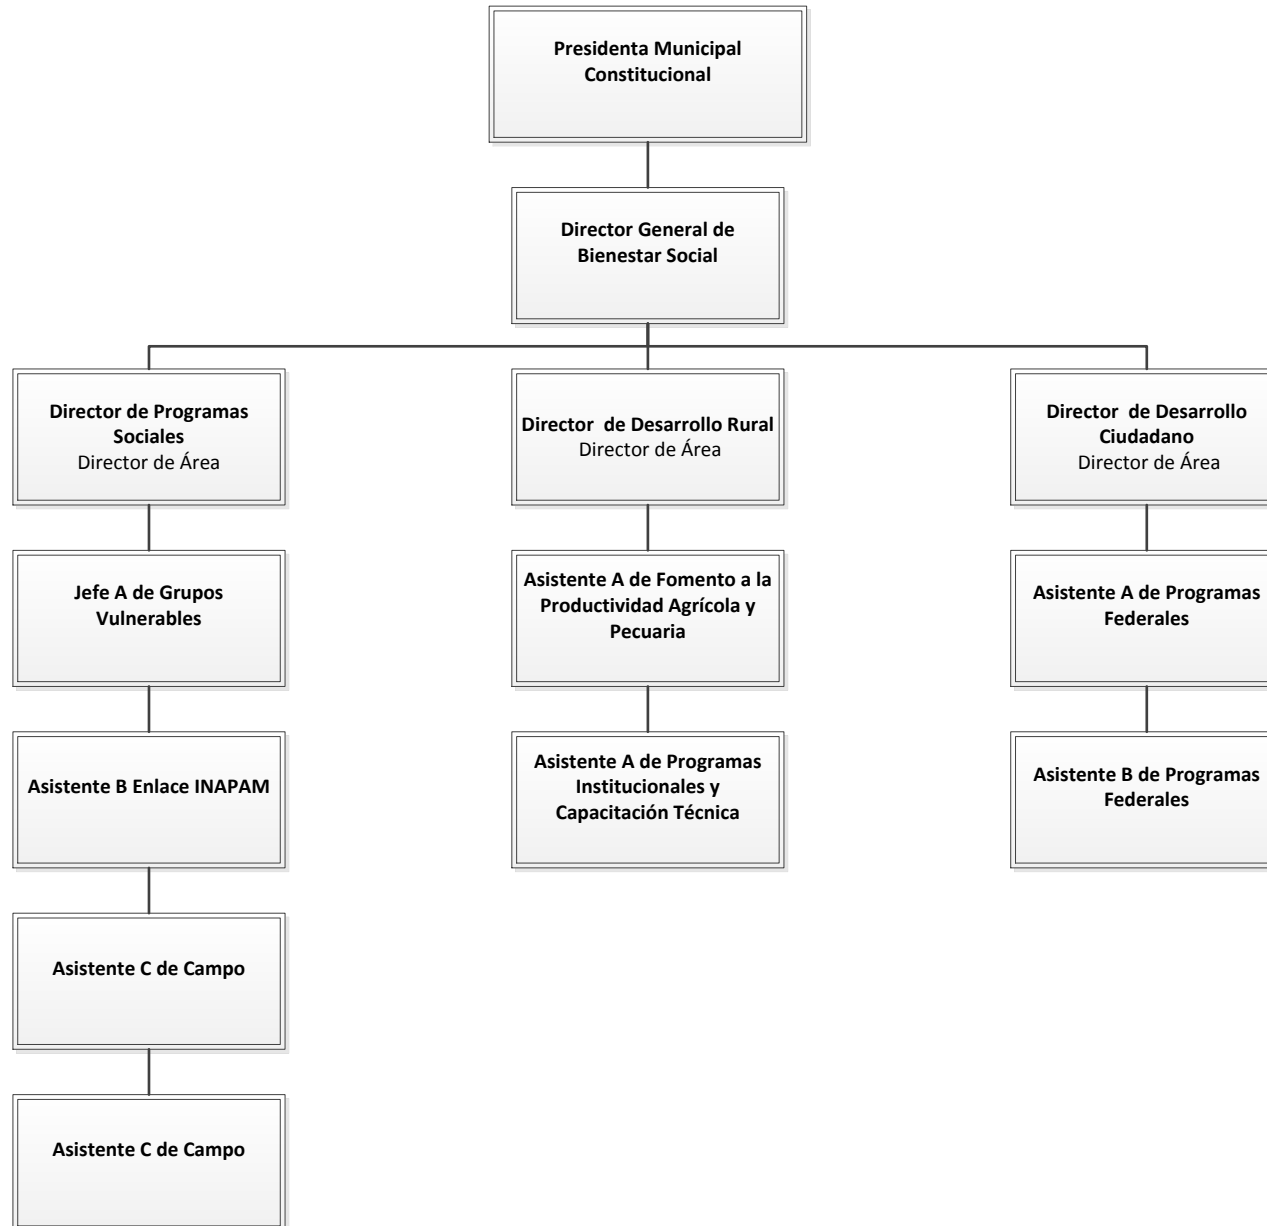 Presidenta Municipal
Constitucional
Director General de
Bienestar Social
Director de Programas
Sociales
Director de Área
Director  de Desarrollo Rural
Director de Área
Director  de Desarrollo
Ciudadano
Director de Área
Jefe A de Grupos
Vulnerables
Asistente A de Fomento a la
Productividad Agrícola y
Pecuaria
Asistente A de Programas
Federales
Asistente B Enlace INAPAM
Asistente A de Programas
Institucionales y
Capacitación Técnica
Asistente B de Programas
Federales
Asistente C de Campo
Asistente C de Campo